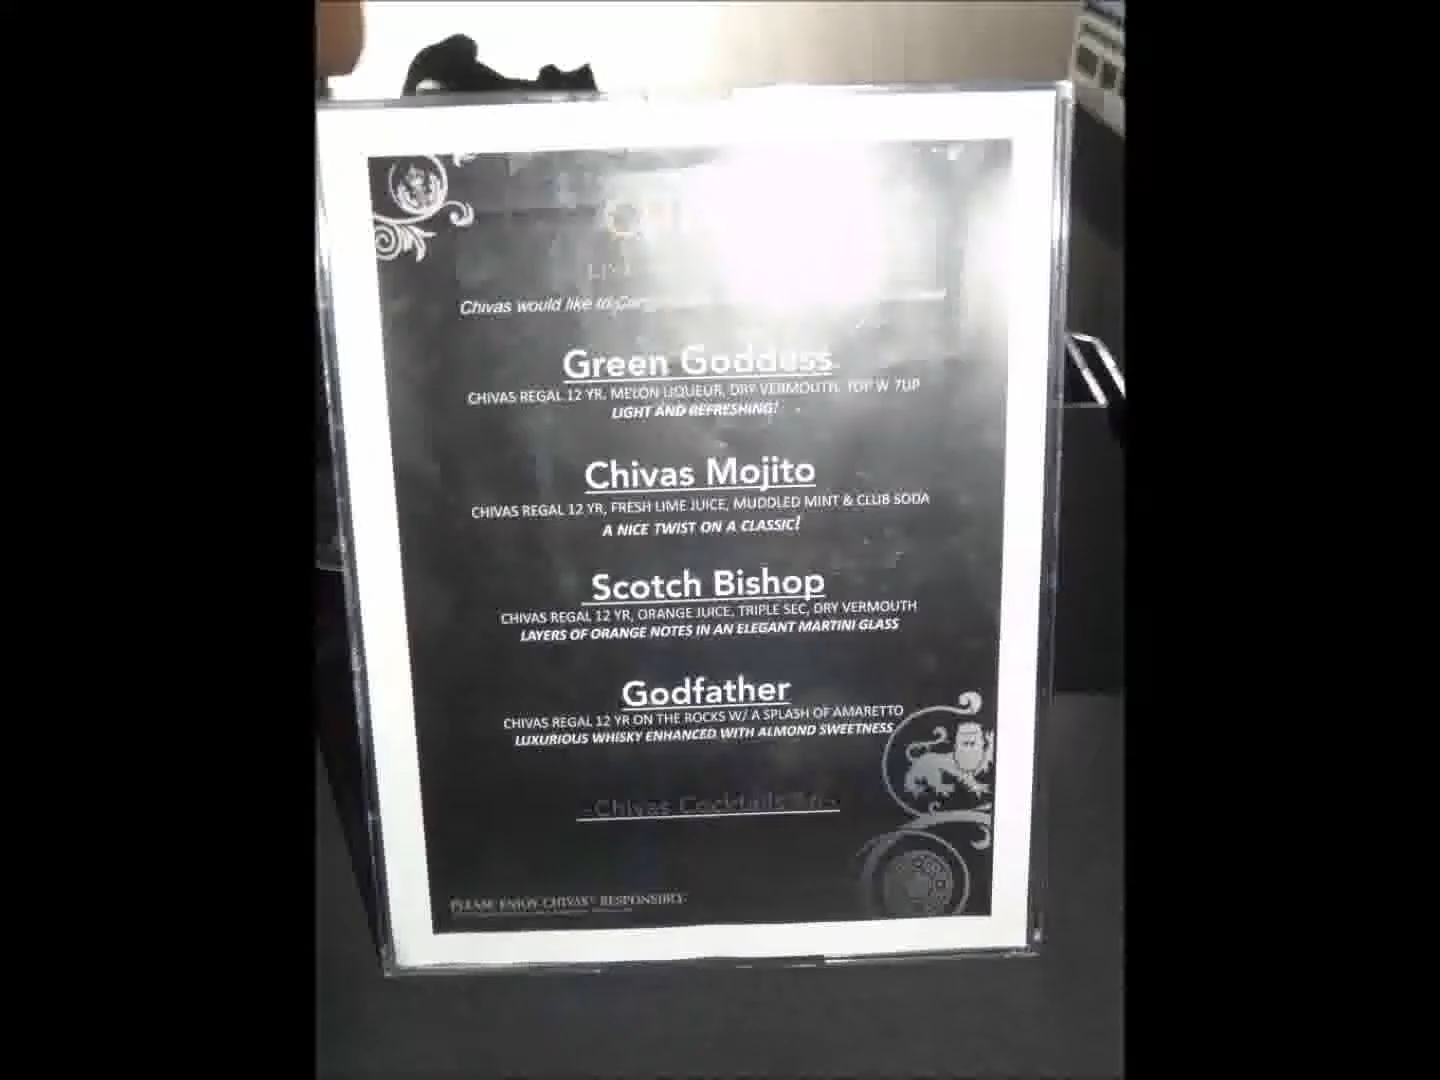 Chivas would like to
Green Goddess
CHIVAS REGAL 12 YR, MELON LIQUEUR, DRY VERMOUTH, TOP W 7UP
LIGHT AND REFRESHING!
Chivas Mojito
CHIVAS REGAL 12 YR, FRESH LIME JUICE, MUDDLED MINT & CLUB SODA
A NICE TWIST ON A CLASSIC!
Scotch Bishop
CHIVAS REGAL 12 YR, ORANGE JUICE, TRIPLE SEC, DRY VERMOUTH
LAYERS OF ORANGE NOTES IN AN ELEGANT MARTINI GLASS
Godfather
CHIVAS REGAL 12 YR ON THE ROCKS W/ A SPLASH OF AMARETTO
LUXURIOUS WHISKY ENHANCED WITH ALMOND SWEETNESS
-Chivas Cocktails
PLEASE ENJOY CHIVAS® RESPONSIBLY.